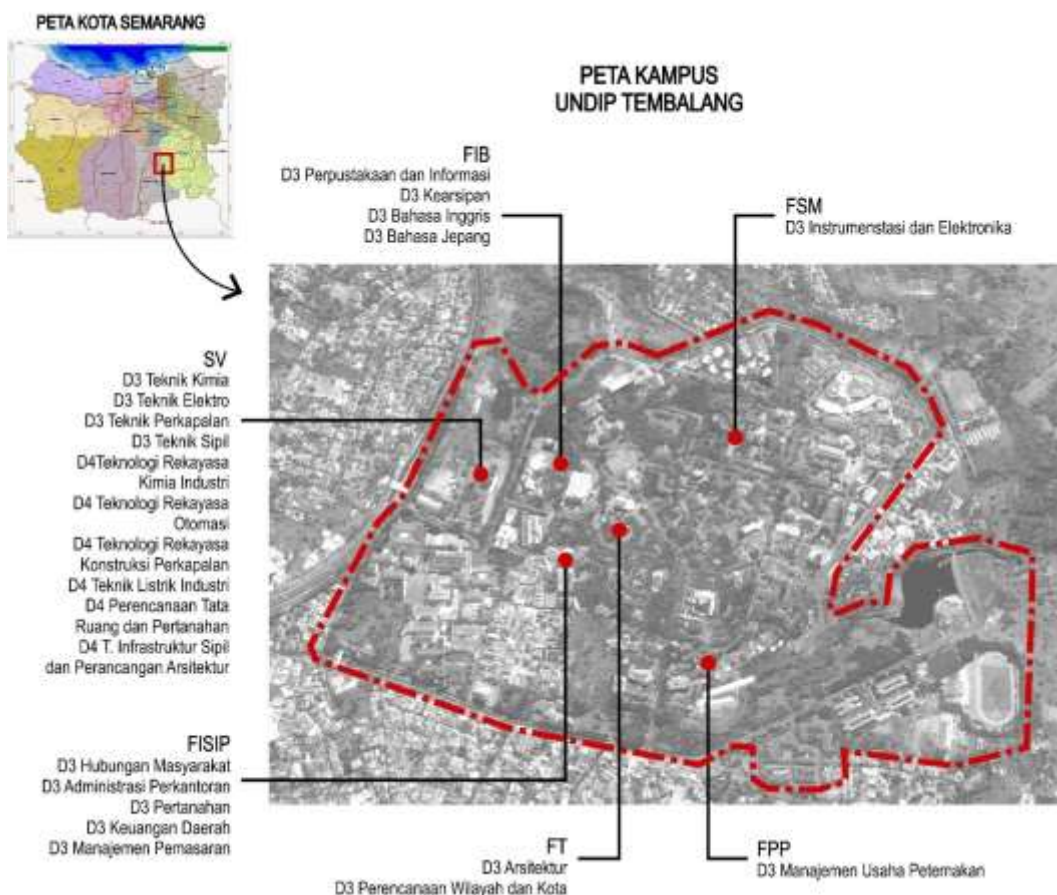 PETA KOTA SEMARANG
PETA KAMPUS
UNDIP TEMBALANG
FIB
D3 Perpustakaan dan Informasi
D3 Kearsipan
D3 Bahasa Inggris
D3 Bahasa Jepang
FSM
D3 Instrumenstasi dan Elektronika
SV
D3 Teknik Kimia
D3 Teknik Elektro
D3 Teknik Perkapalan
D3 Teknik Sipil
D4Teknologi Rekayasa
Kimia Industri
D4 Teknologi Rekayasa
Otomasi
D4 Teknologi Rekayasa
Konstruksi Perkapalan
D4 Teknik Listrik Industri
D4 Perencanaan Tata
Ruang dan Pertanahan
D4 T. Infrastruktur Sipil
dan Perancangan Arsitektur
FISIP
D3 Hubungan Masyarakat
D3 Administrasi Perkantoran
D3 Pertanahan
D3 Keuangan Daerah
D3 Manajemen Pemasaran
FT
D3 Arsitektur
D3 Perencanaan Wilayah dan Kota
FPP
D3 Manajemen Usaha Peternakan